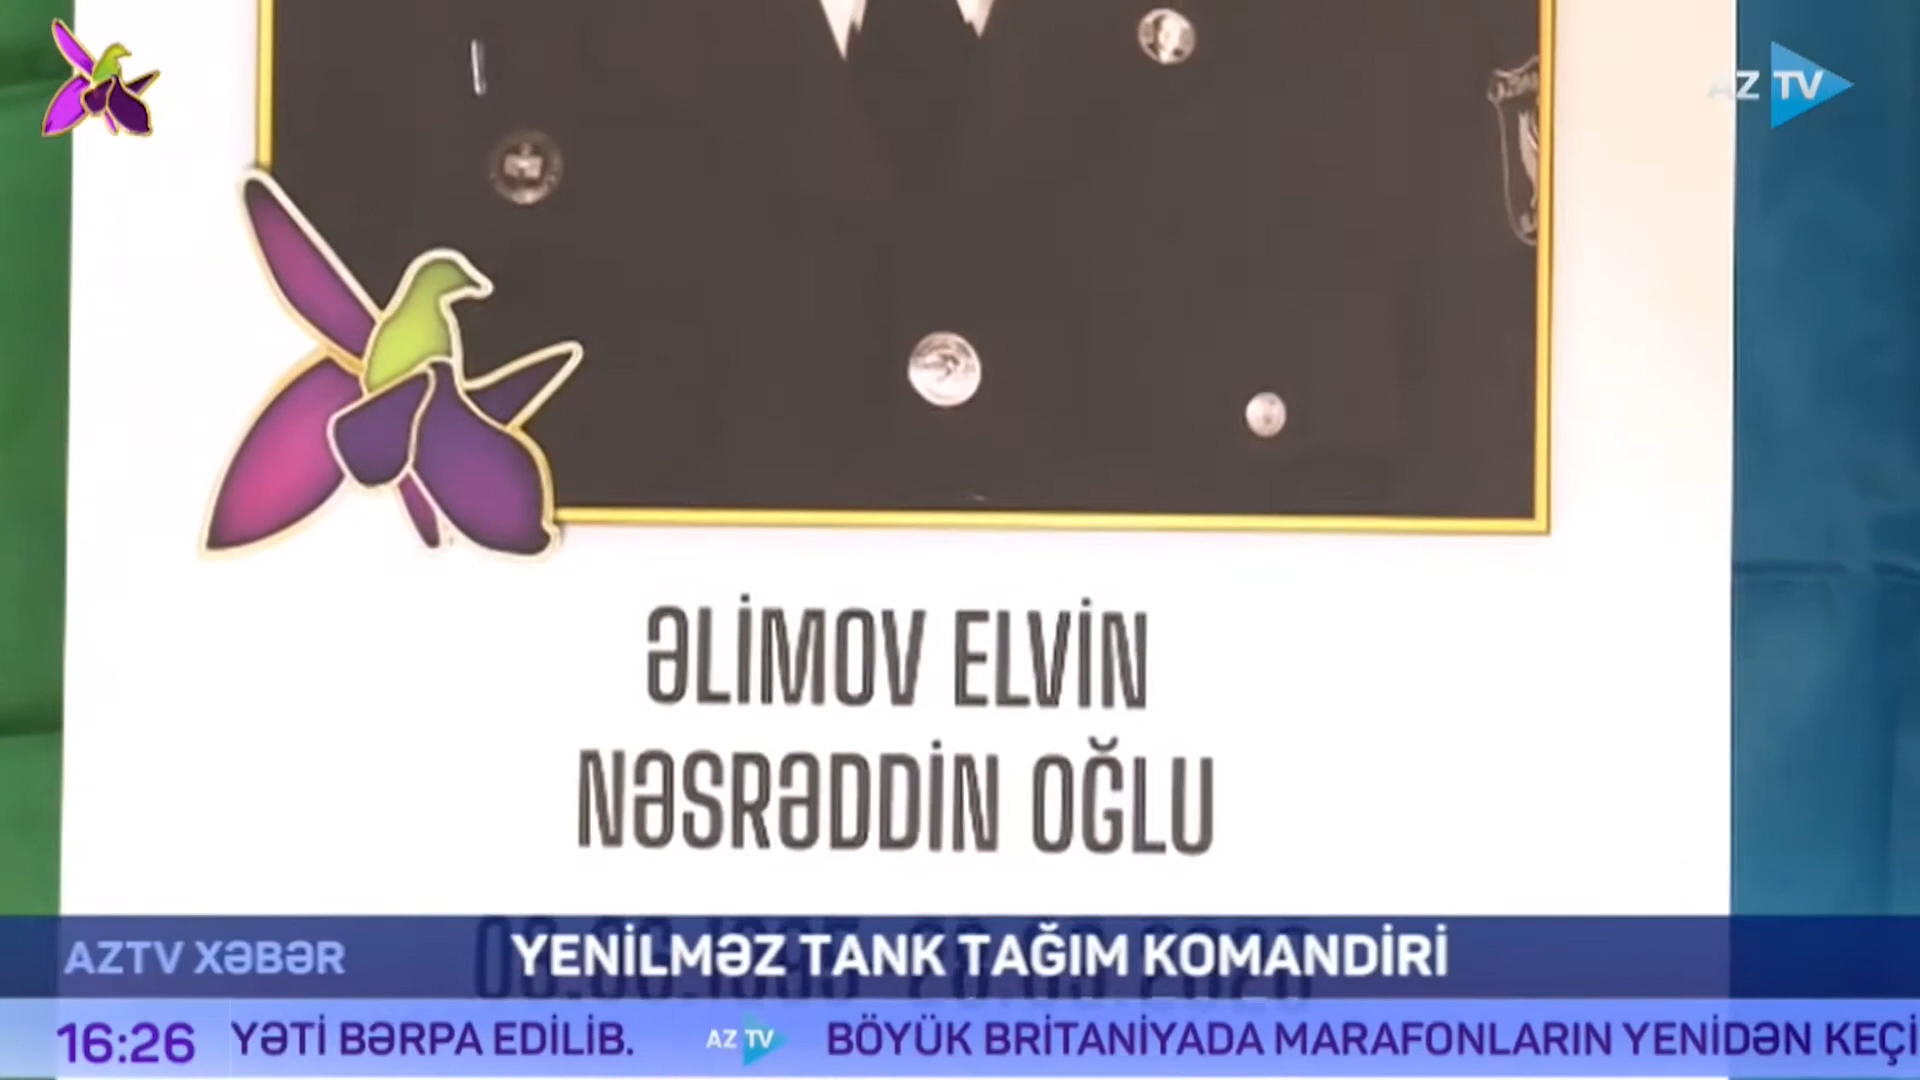 AZ TV
ƏLİMOV ELVİN
NƏSRƏDDİN OĞLU
AZTV XƏBƏR
YENİLMƏZ TANK TAĞIM KOMANDİRİ
16:26 YƏTİ BƏRPA EDİLİB. AZ TV BÖYÜK BRİTANİYADA MARAFONLARIN YENİDƏN KEÇİ